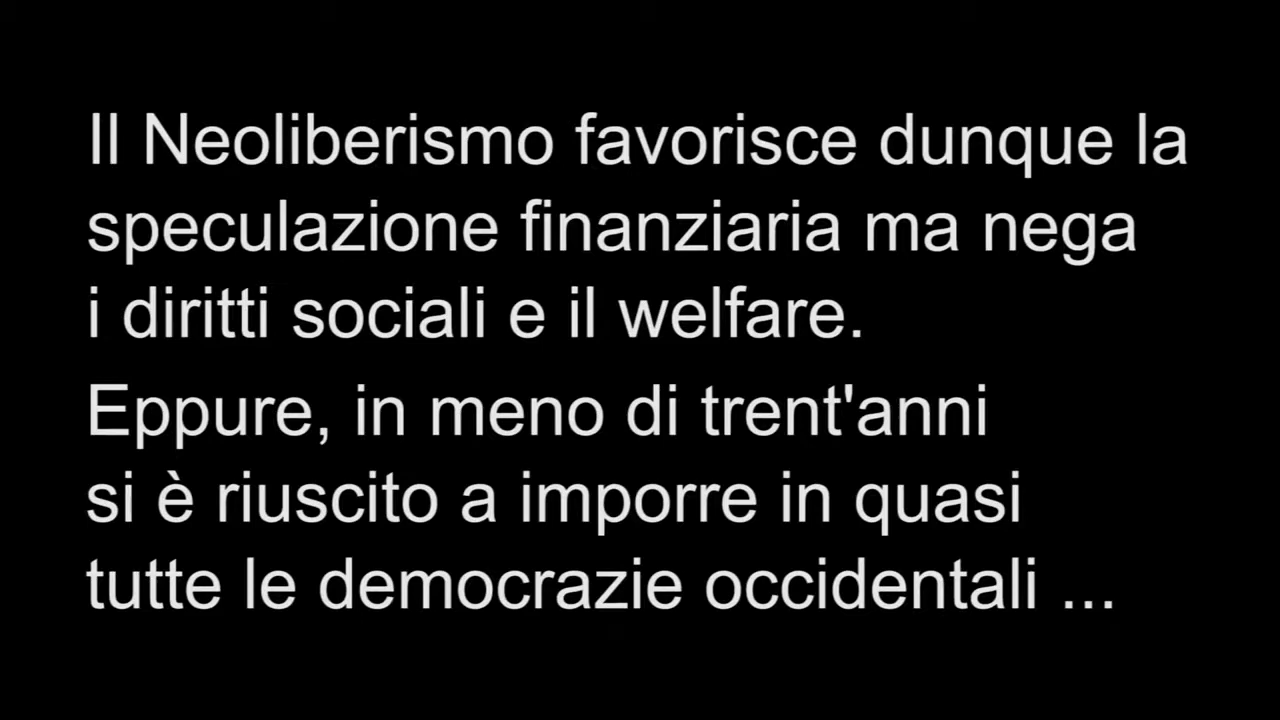 Il Neoliberismo favorisce dunque la
speculazione finanziaria ma nega
i diritti sociali e il welfare.
Eppure, in meno di trent'anni
si è riuscito a imporre in quasi
tutte le democrazie occidentali ...